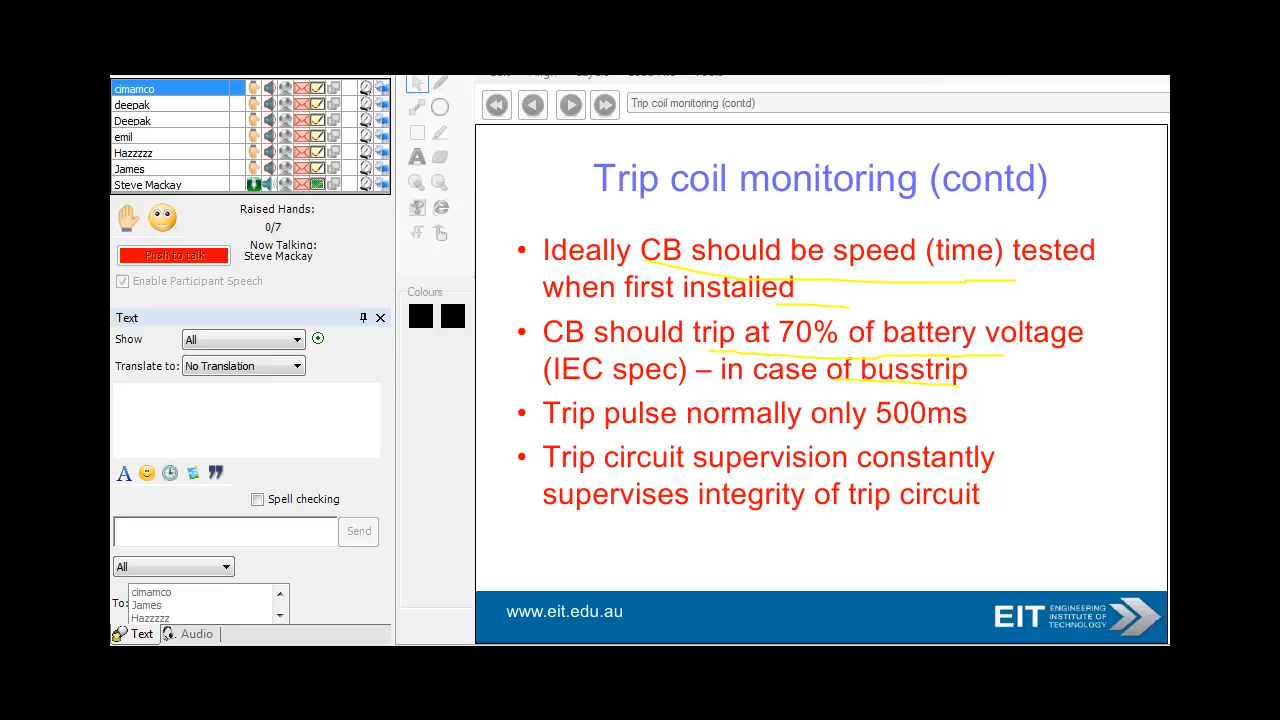 cimamco
deepak
Deepak
emil
Hazzzzz
James
Steve Mackay
Raised Hands:
0/7
Now Talking:
Push to talk
Steve Mackay
Enable Participant Speech
Text
Show
All
Translate to:
No Translation
Spell checking
Send
All
To:
cimamco
James
Hazzzzz
Text
Audio
Colours
Trip coil monitoring (contd)
Trip coil monitoring (contd)
• Ideally CB should be speed (time) tested
when first installed
• CB should trip at 70% of battery voltage
(IEC spec) – in case of busstrip
• Trip pulse normally only 500ms
• Trip circuit supervision constantly
supervises integrity of trip circuit
www.eit.edu.au
EIT
ENGINEERING
INSTITUTE OF
TECHNOLOGY